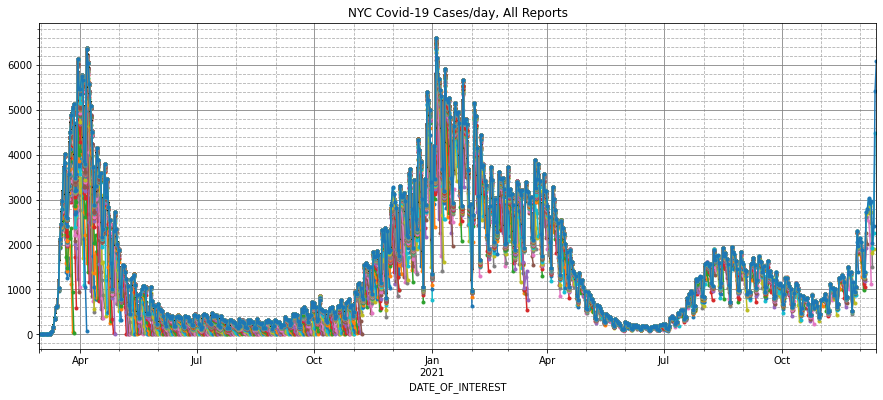 NYC Covid-19 Cases/day, All Reports
6000
5000
4000
3000
2000
1000
0
Apr Jul Oct Jan Apr Jul Oct
2021
DATE_OF_INTEREST